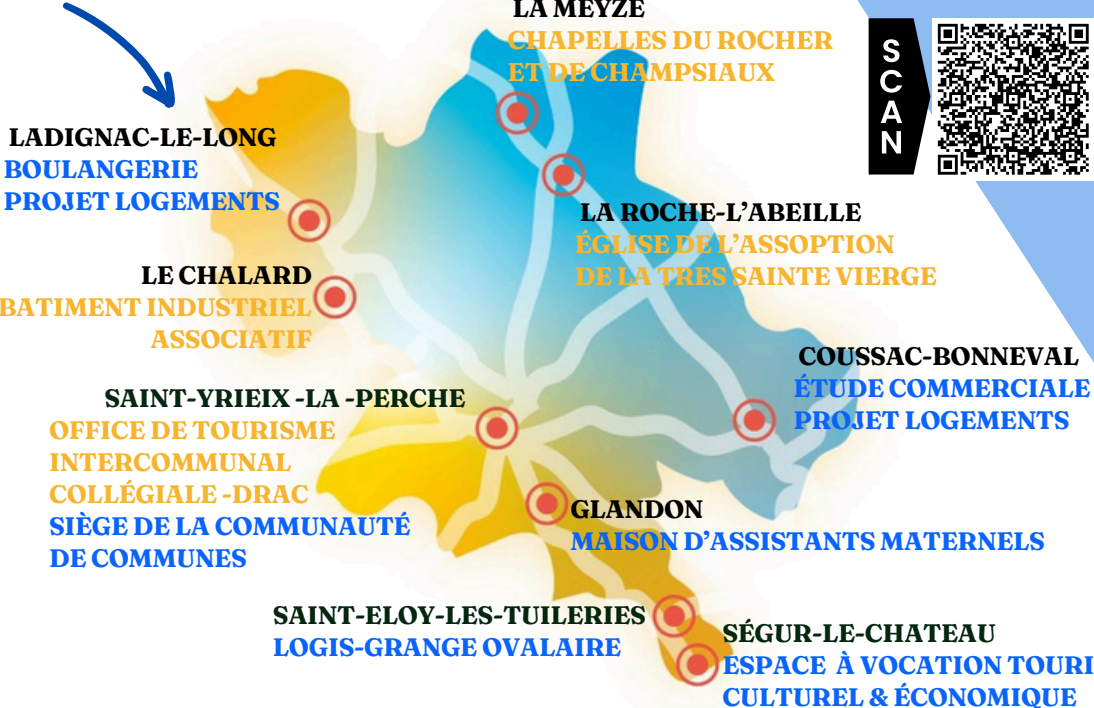 LA MEYZE
CHAPELLES DU ROCHER
ET DE CHAMPSIAUX
SCAN
LADIGNAC-LE-LONG
BOULANGERIE
PROJET LOGEMENTS
LA ROCHE-L’ABEILLE
ÉGLISE DE L’ASSOPTION
DE LA TRES SAINTE VIERGE
LE CHALARD
BATIMENT INDUSTRIEL
ASSOCIATIF
COUSSAC-BONNEVAL
ÉTUDE COMMERCIALE
PROJET LOGEMENTS
SAINT-YRIEIX -LA -PERCHE
OFFICE DE TOURISME
INTERCOMMUNAL
COLLÉGIALE -DRAC
SIÈGE DE LA COMMUNAUTÉ
DE COMMUNES
GLANDON
MAISON D’ASSISTANTS MATERNELS
SAINT-ELOY-LES-TUILERIES
LOGIS-GRANGE OVALAIRE
SÉGUR-LE-CHATEAU
ESPACE À VOCATION TOURI
CULTUREL & ÉCONOMIQUE